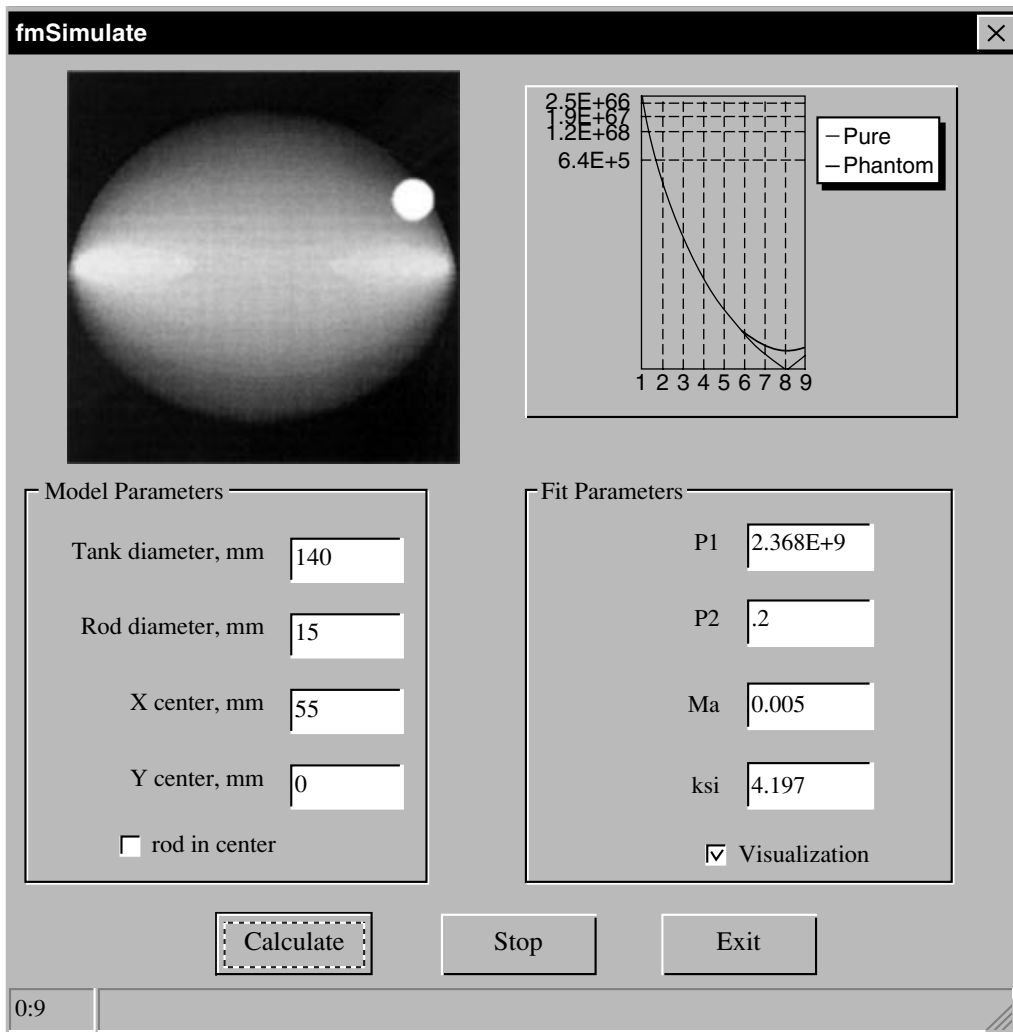 fmSimulate
2.5E+66
1.9E+67
1.2E+68
6.4E+5
Pure
Phantom
1 2 3 4 5 6 7 8 9
Model Parameters
Tank diameter, mm 140
Rod diameter, mm 15
X center, mm 55
Y center, mm 0
rod in center
Fit Parameters
P1 2.368E+9
P2 .2
Ma 0.005
ksi 4.197
Visualization
Calculate Stop Exit
0:9